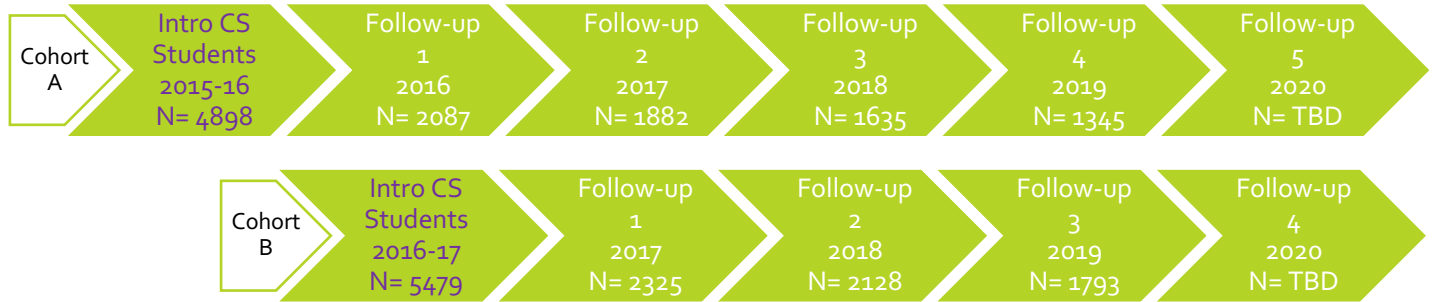 Cohort
A
Intro CS
Students
2015-16
N= 4898
Follow-up
1
2016
N= 2087
Follow-up
2
2017
N= 1882
Follow-up
3
2018
N= 1635
Follow-up
4
2019
N= 1345
Follow-up
5
2020
N= TBD
Cohort
B
Intro CS
Students
2016-17
N= 5479
Follow-up
1
2017
N= 2325
Follow-up
2
2018
N= 2128
Follow-up
3
2019
N= 1793
Follow-up
4
2020
N= TBD